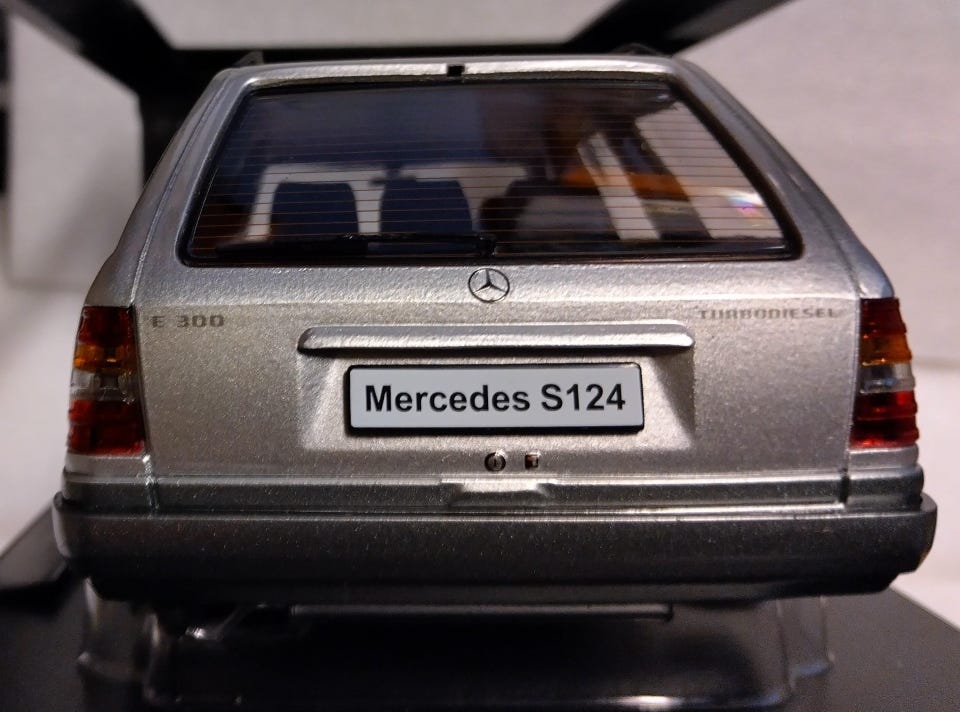 E 300
TURBODIESEL
Mercedes S124